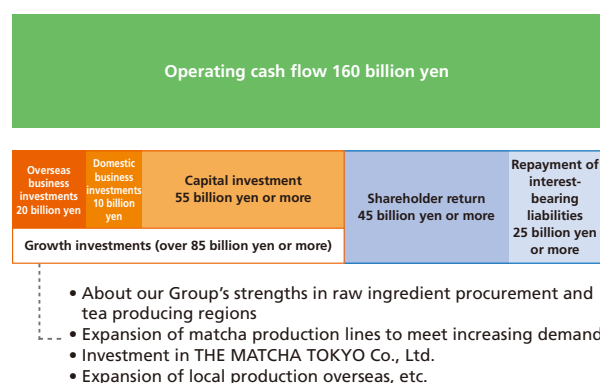 Operating cash flow 160 billion yen
Overseas
business
investments
20 billion yen
Domestic
business
investments
10 billion
yen
Capital investment
55 billion yen or more
Growth investments (over 85 billion yen or more)
Shareholder return
45 billion yen or more
Repayment of
interest-
bearing
liabilities
25 billion yen
or more
• About our Group's strengths in raw ingredient procurement and
tea producing regions
• Expansion of matcha production lines to meet increasing demand
• Investment in THE MATCHA TOKYO Co., Ltd.
• Expansion of local production overseas, etc.